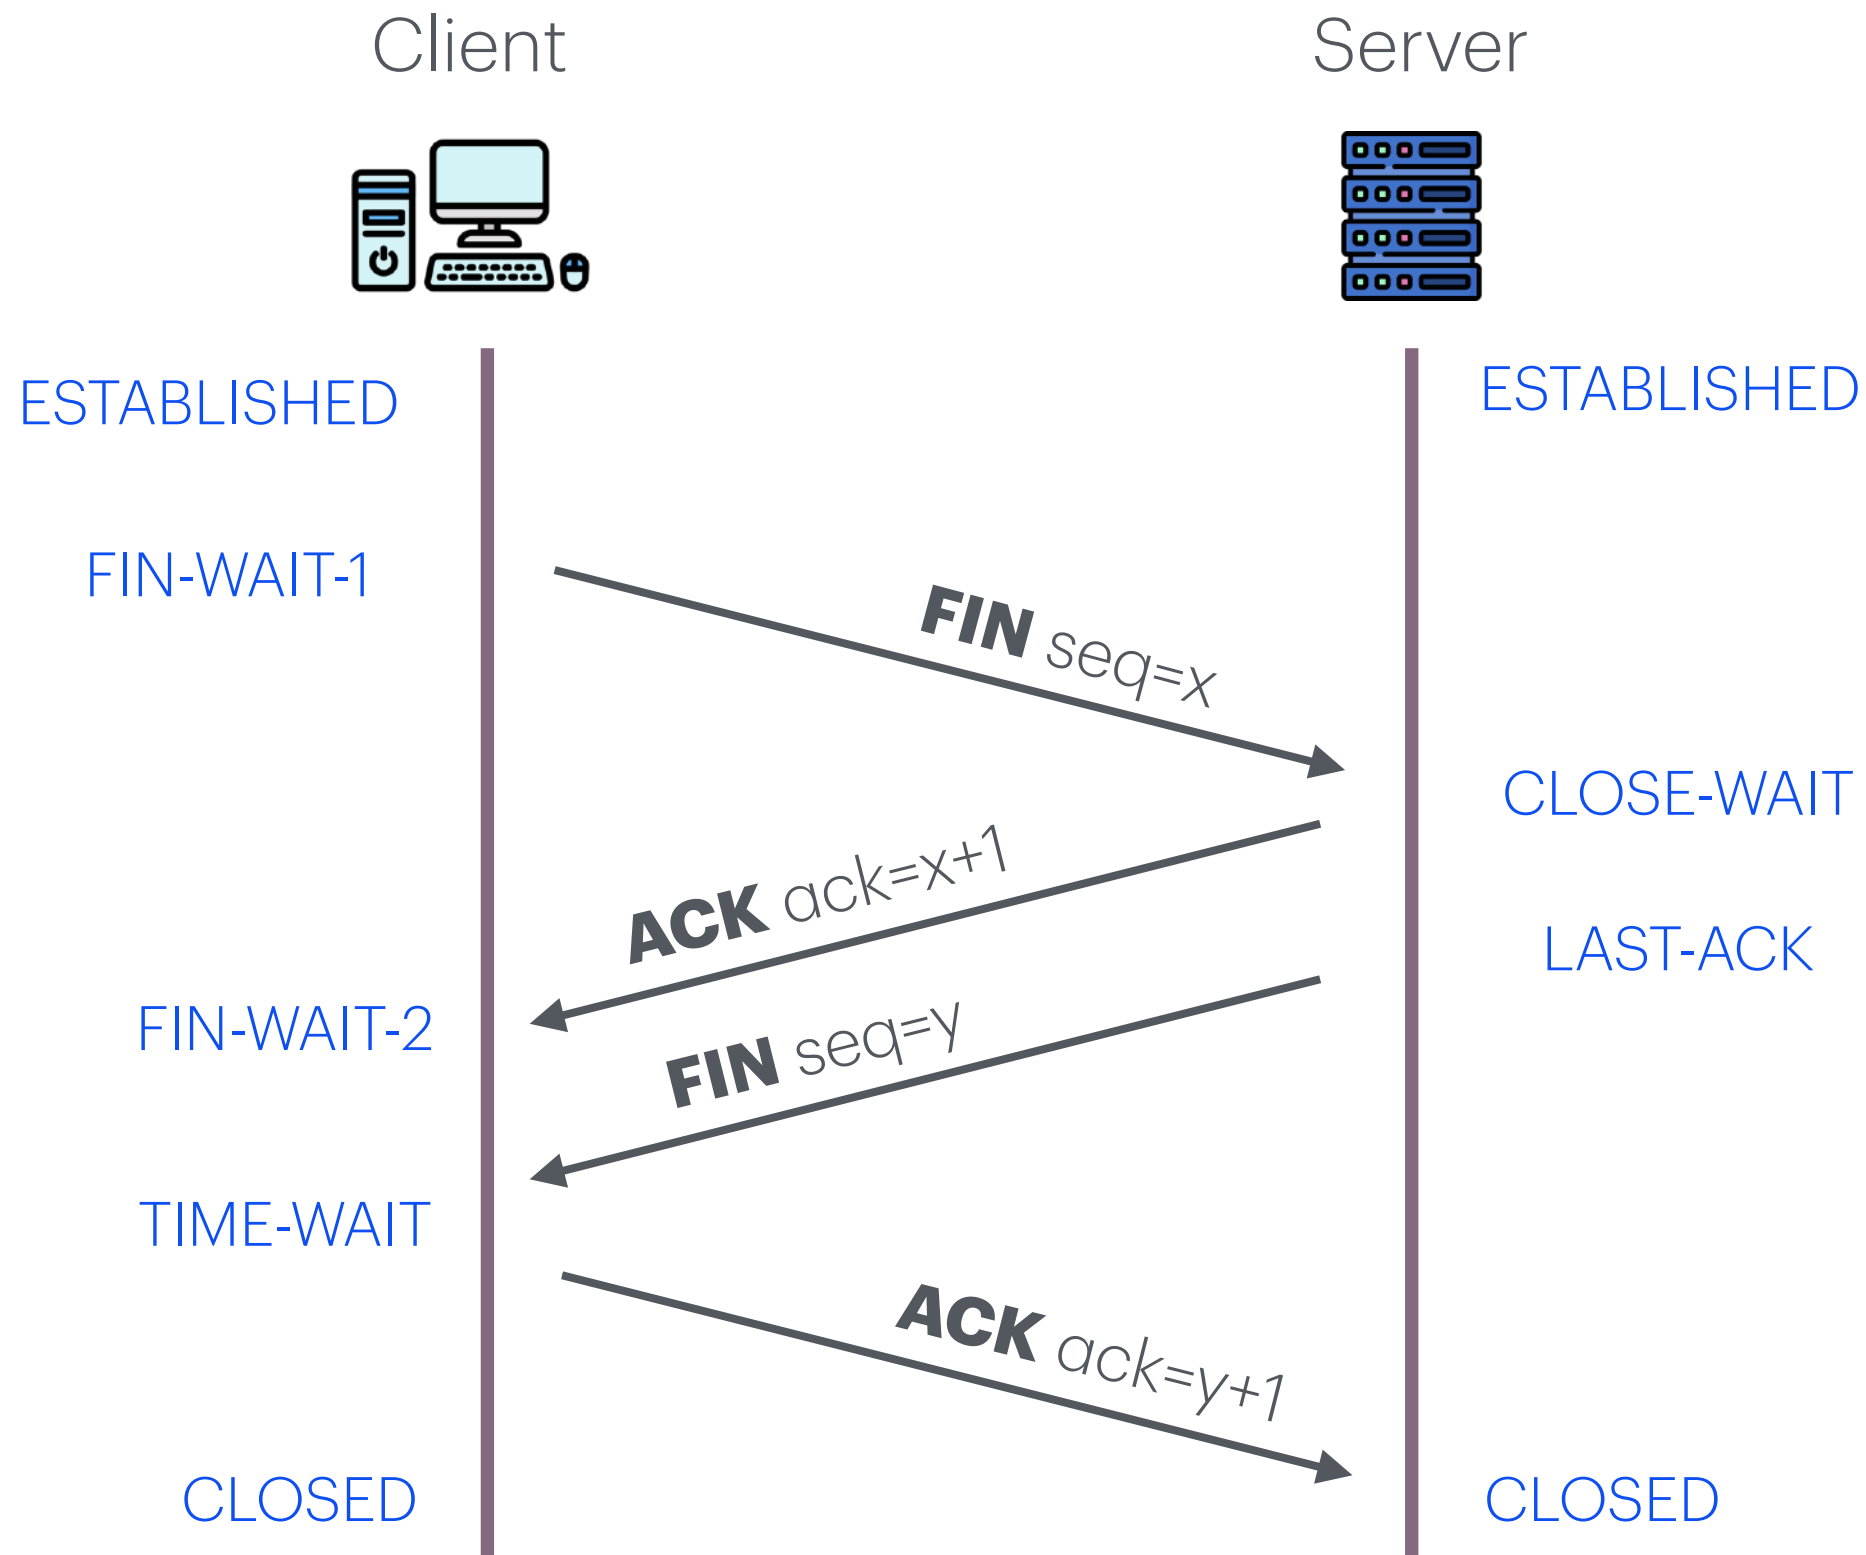 Client
Server
ESTABLISHED
ESTABLISHED
FIN-WAIT-1
FIN seq=x
CLOSE-WAIT
ACK ack=x+1
LAST-ACK
FIN-WAIT-2
FIN seq=y
TIME-WAIT
ACK ack=y+1
CLOSED
CLOSED